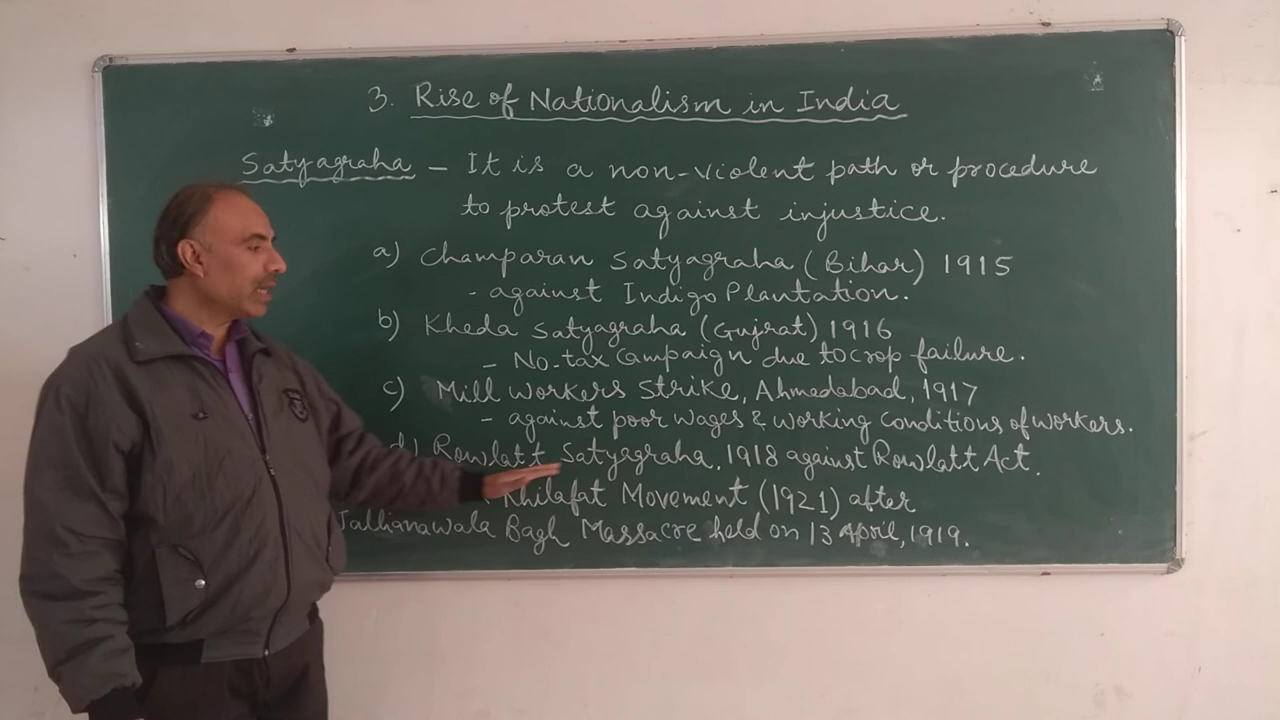 3. Rise of Nationalism in India
Satyagraha - It is a non-violent path or procedure
to protest against injustice.
a) Champaran Satyagraha (Bihar) 1915
- against Indigo Plantation.
b) Kheda Satyagraha (Gujrat) 1916
- No-tax Campaign due to crop failure.
c) Mill Workers Strike, Ahmedabad, 1917
- against poor wages & working conditions of workers.
d) Rowlatt Satyagraha, 1918 against Rowlatt Act.
Khilafat Movement (1921) after
Jallianawala Bagh Massacre held on 13 April, 1919.